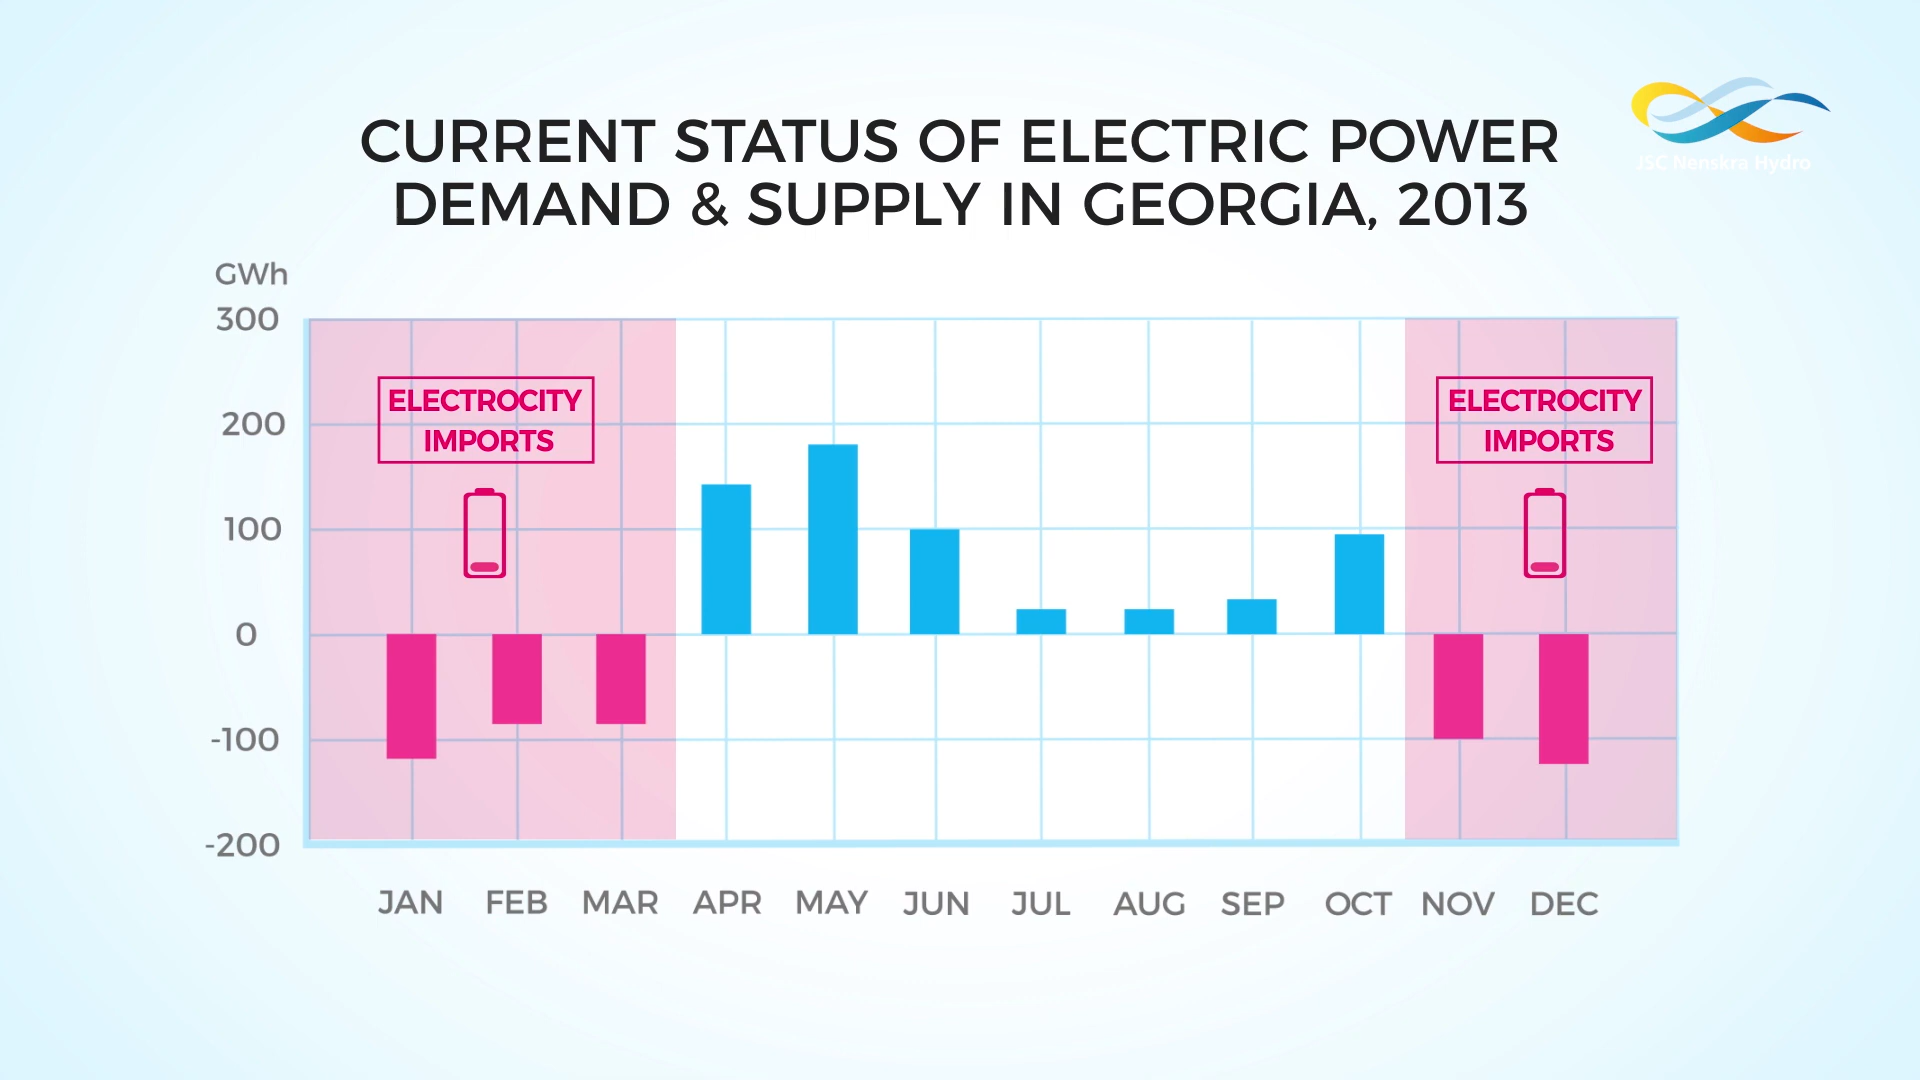 CURRENT STATUS OF ELECTRIC POWER
DEMAND & SUPPLY IN GEORGIA, 2013
JSC Nenskra Hydro
GWh
300
200
100
0
-100
-200
ELECTROCITY
IMPORTS
ELECTROCITY
IMPORTS
JAN FEB MAR APR MAY JUN JUL AUG SEP OCT NOV DEC